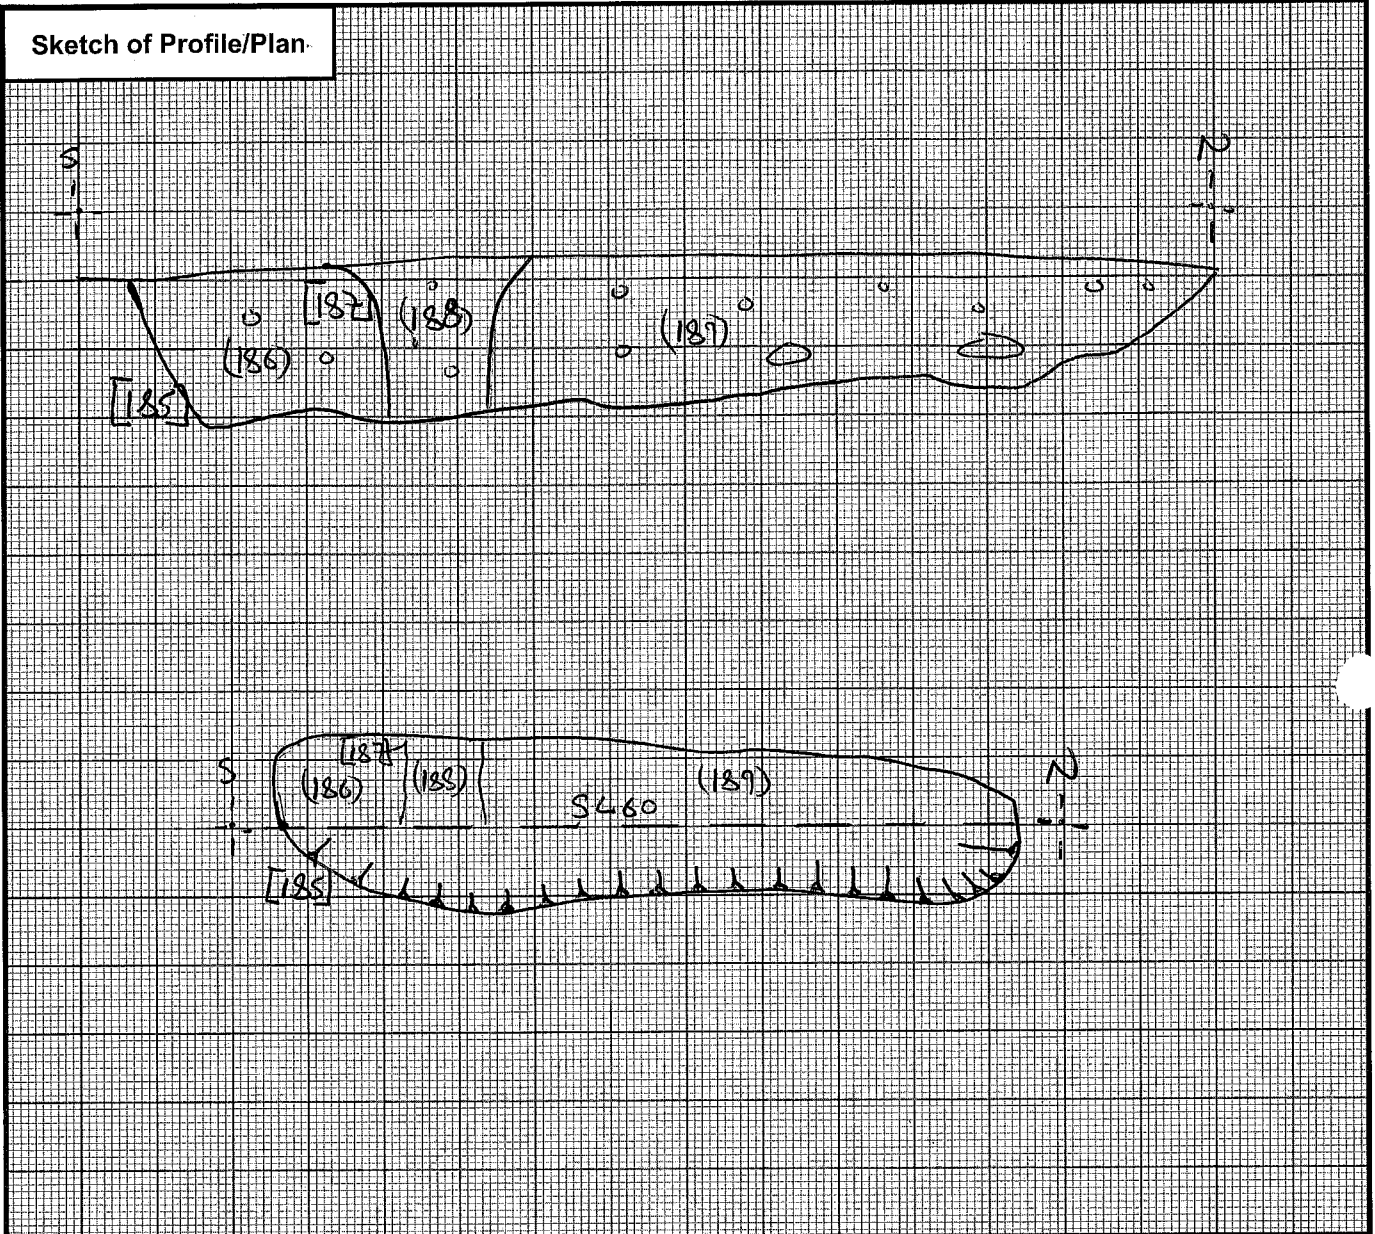 Sketch of Profile/Plan
S N
[187] (188) (189)
(186)
[185]
S [187] N
(186) (188) (189)
S460
[185]